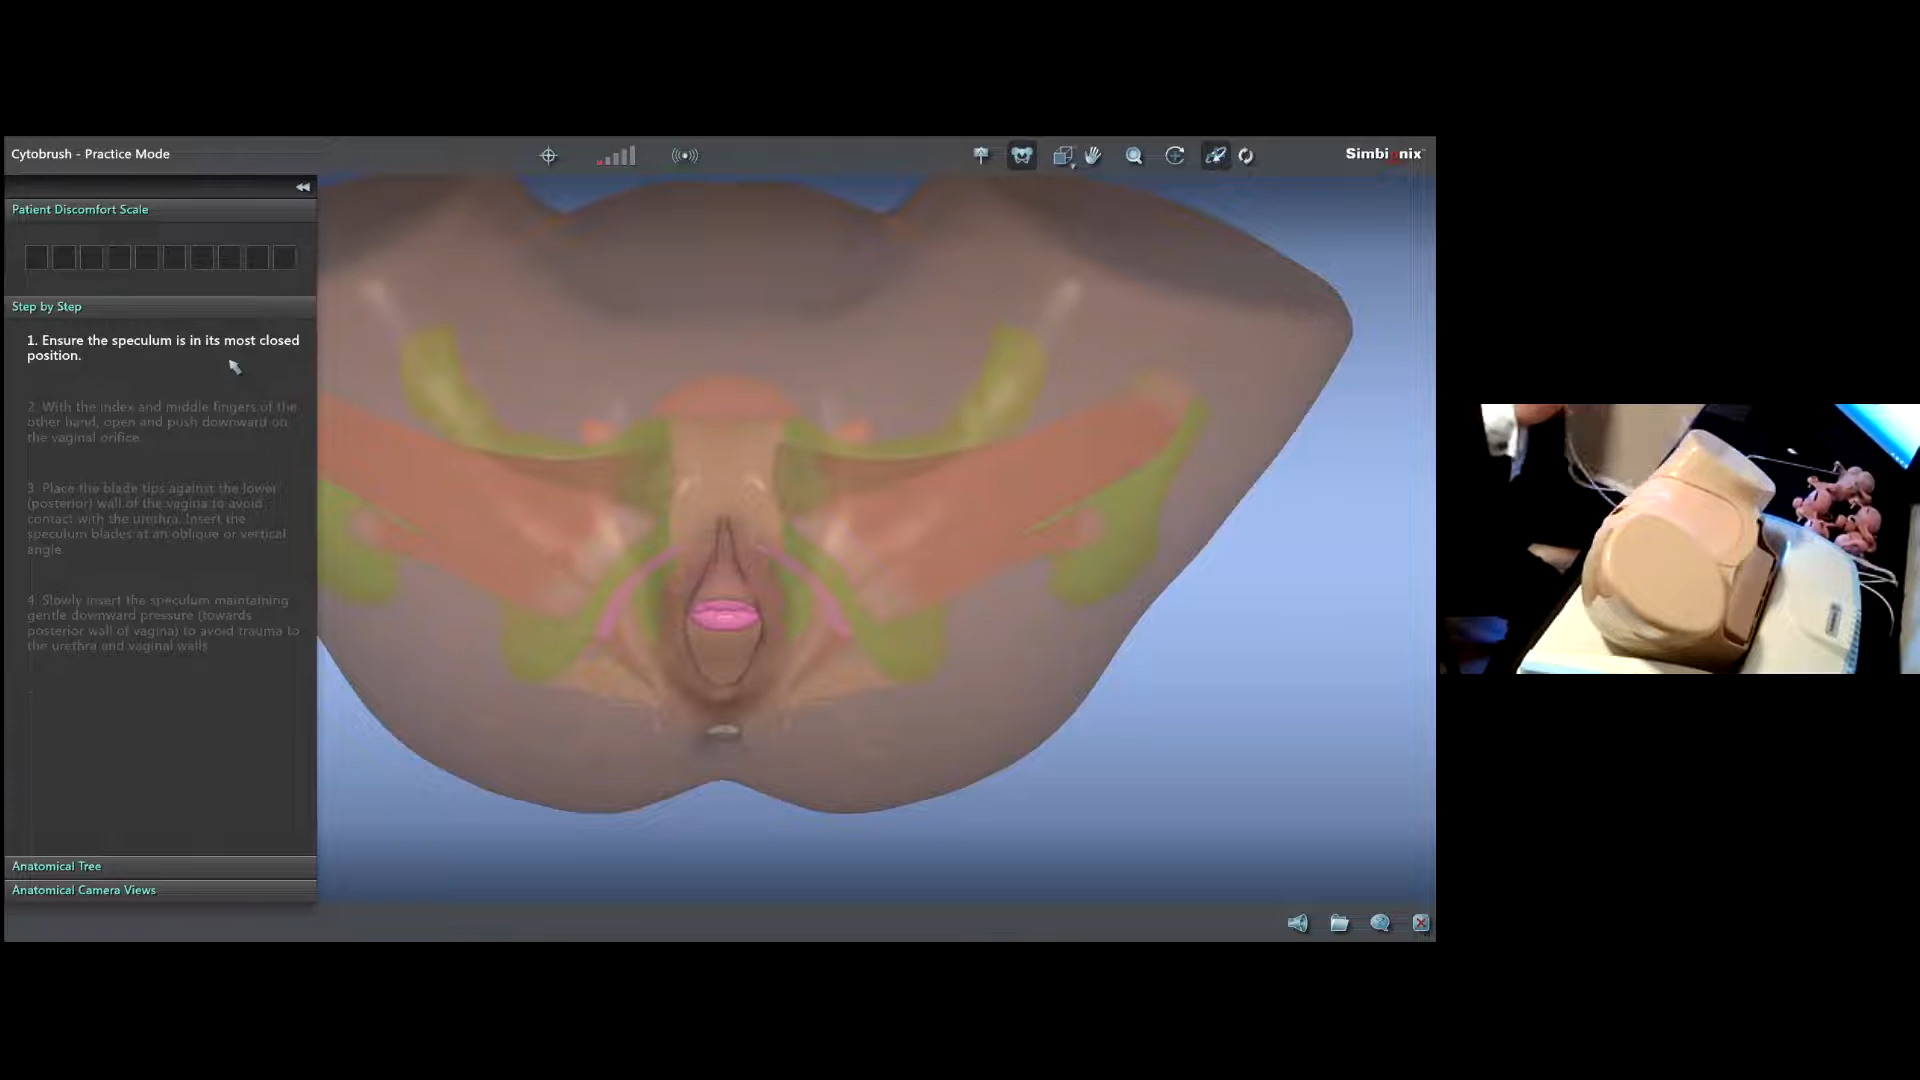 Cytobrush - Practice Mode
Simbionix
Patient Discomfort Scale
Step by Step
1. Ensure the speculum is in its most closed
position.
2. With the index and middle fingers of the
other hand, open and push downward on
the vaginal orifice.
3. Place the blade tips against the lower
(posterior) wall of the vagina to avoid
contact with the urethra. Insert the
speculum blades at an oblique or vertical
angle.
4. Slowly insert the speculum maintaining
gentle downward pressure (towards
posterior wall of vagina) to avoid trauma to
the urethra and vaginal walls
Anatomical Tree
Anatomical Camera Views